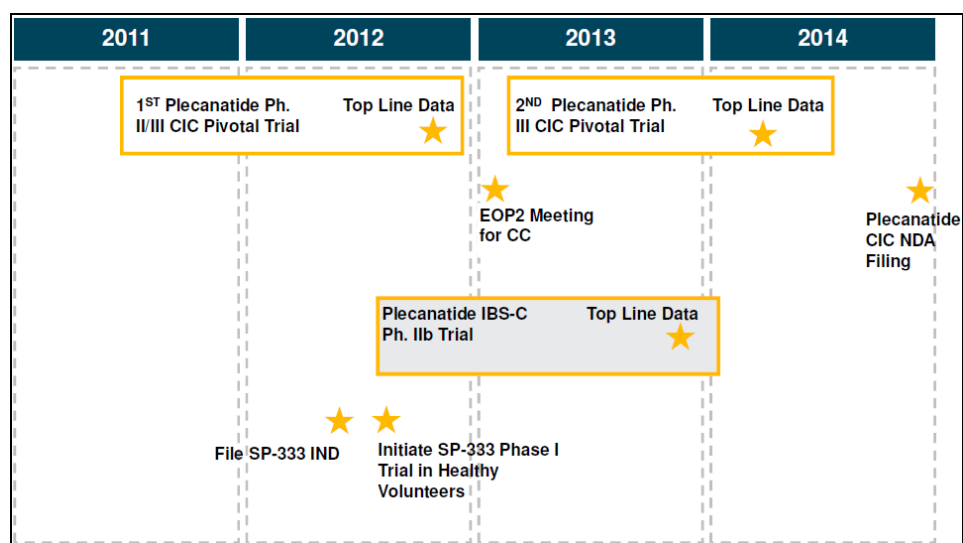 2011
2012
2013
2014
1ST Plecanatide Ph.
II/III CIC Pivotal Trial
Top Line Data
2ND Plecanatide Ph.
III CIC Pivotal Trial
Top Line Data
EOP2 Meeting
for CC
Plecanatide
CIC NDA
Filing
Plecanatide IBS-C
Ph. IIb Trial
Top Line Data
File SP-333 IND
Initiate SP-333 Phase I
Trial in Healthy
Volunteers